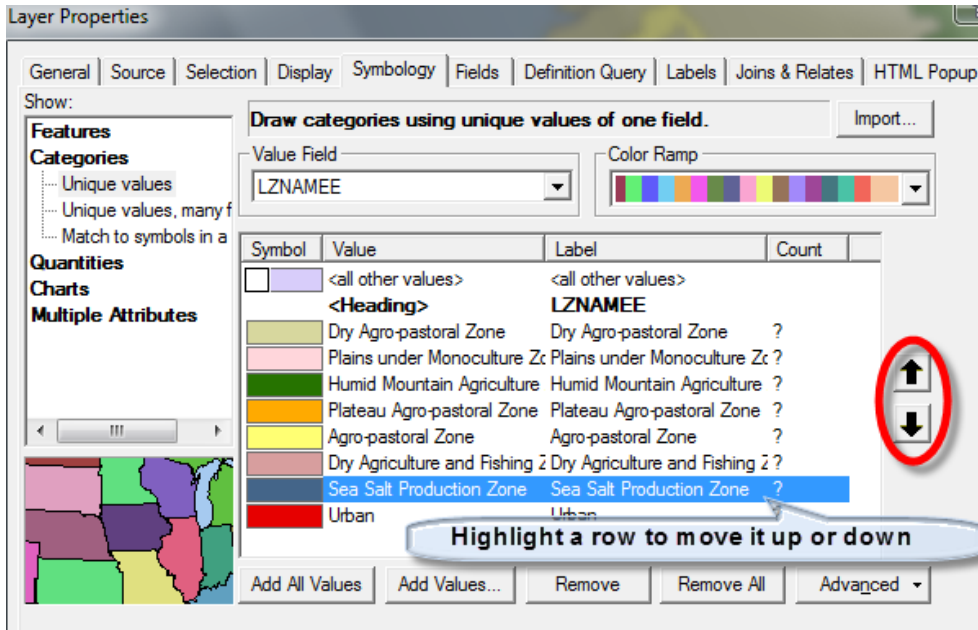 Layer Properties
General Source Selection Display Symbology Fields Definition Query Labels Joins & Relates HTML Popup
Show:
Features
Categories
Unique values
Unique values, many f
Match to symbols in a
Quantities
Charts
Multiple Attributes
Draw categories using unique values of one field.
Import...
Value Field
LZNAMEE
Color Ramp
Symbol Value Label Count
<all other values> <all other values>
<Heading> LZNAMEE
Dry Agro-pastoral Zone Dry Agro-pastoral Zone ?
Plains under Monoculture Zc Plains under Monoculture Zc ?
Humid Mountain Agriculture Humid Mountain Agriculture ?
Plateau Agro-pastoral Zone Plateau Agro-pastoral Zone ?
Agro-pastoral Zone Agro-pastoral Zone ?
Dry Agriculture and Fishing Z Dry Agriculture and Fishing Z ?
Sea Salt Production Zone Sea Salt Production Zone ?
Urban Urban
Highlight a row to move it up or down
Add All Values Add Values... Remove Remove All Advanced